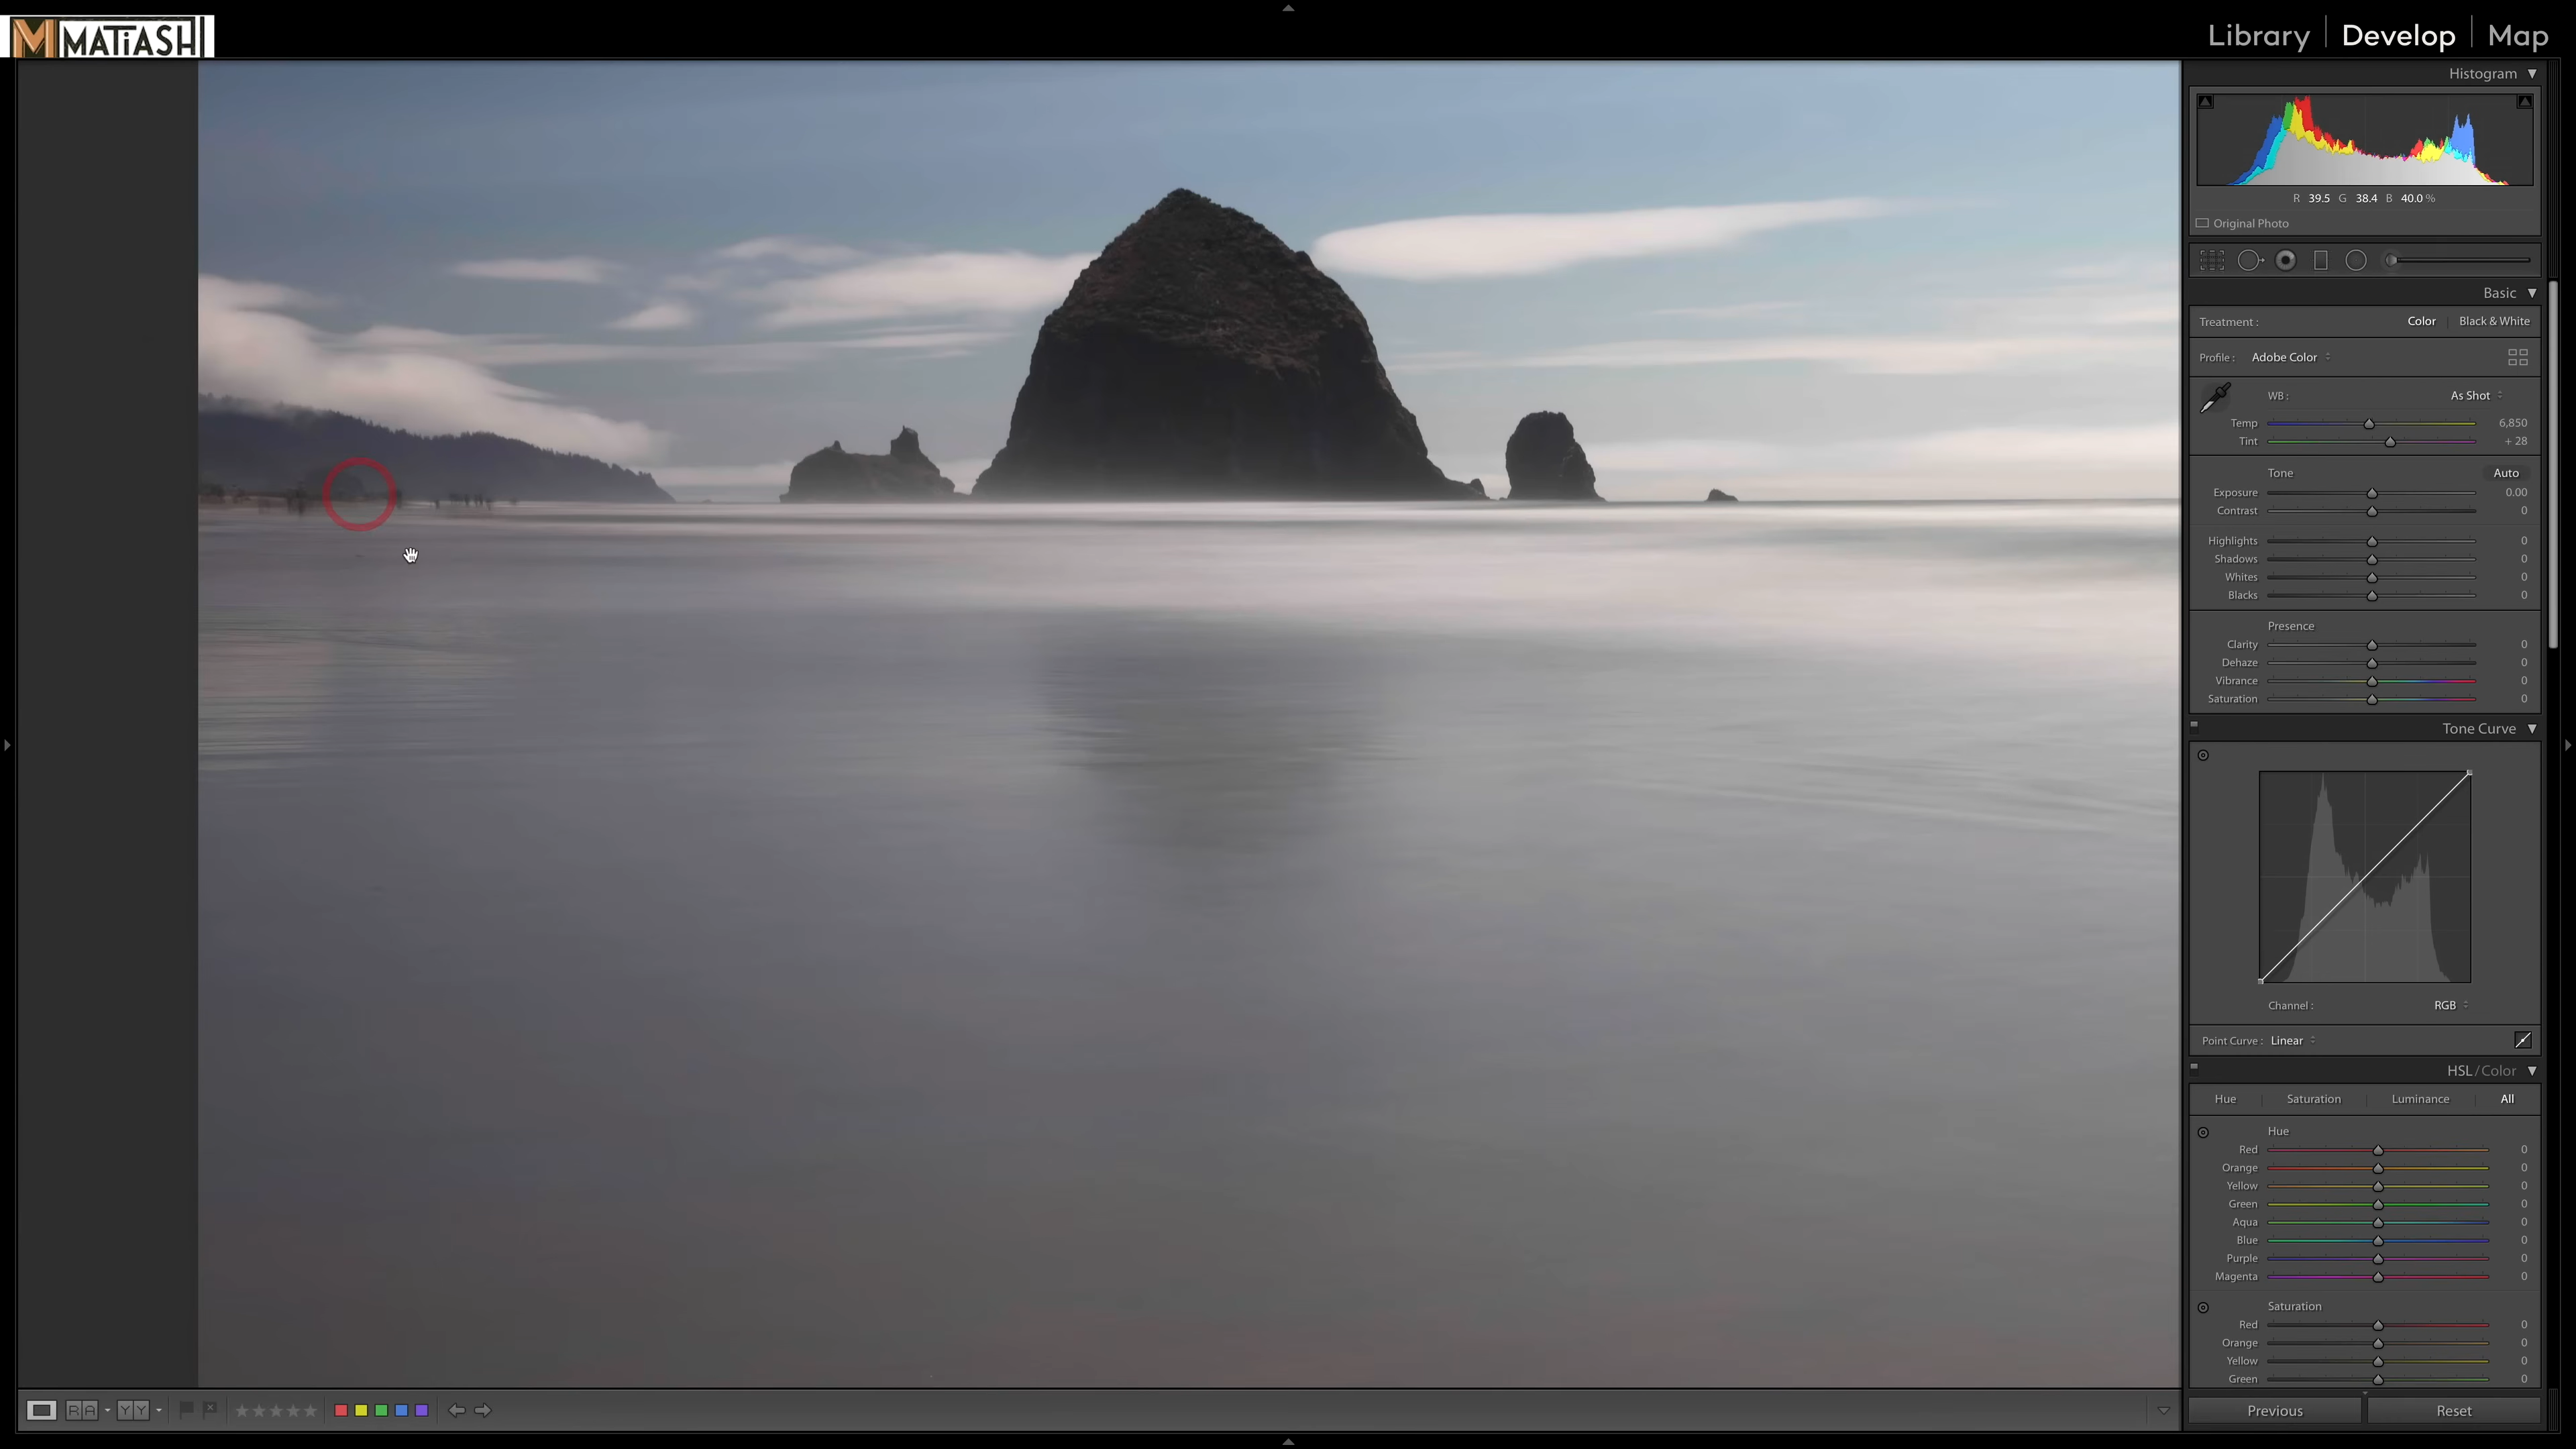 MATiASH
Library | Develop | Map
Histogram
R 39.5 G 38.4 B 40.0 %
Original Photo
Basic
Treatment : Color Black & White
Profile : Adobe Color
WB : As Shot
Temp 6,850
Tint + 28
Tone Auto
Exposure 0.00
Contrast 0
Highlights 0
Shadows 0
Whites 0
Blacks 0
Presence
Clarity 0
Dehaze 0
Vibrance 0
Saturation 0
Tone Curve
Channel : RGB
Point Curve : Linear
HSL / Color
Hue Saturation Luminance All
Hue
Red 0
Orange 0
Yellow 0
Green 0
Aqua 0
Blue 0
Purple 0
Magenta 0
Saturation
Red 0
Orange 0
Yellow 0
Green 0
R A Y Y
Previous Reset